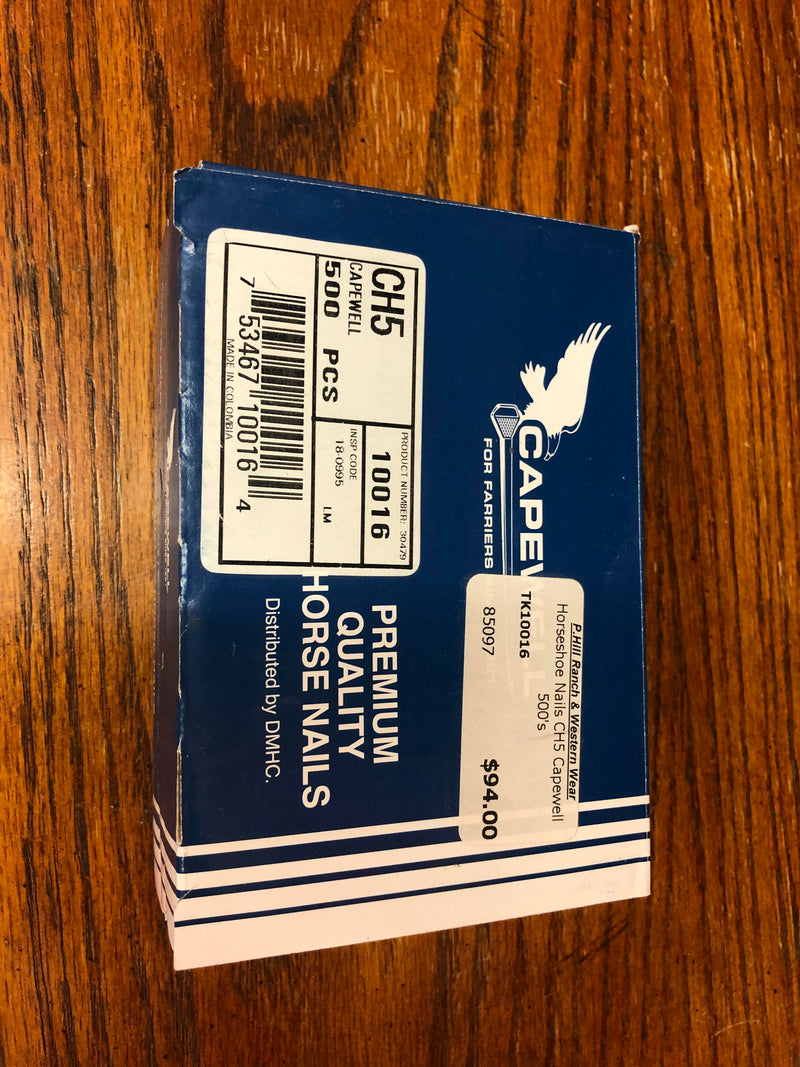 CAPEWELL
FOR FARRIERS
P.Hill Ranch & Western Wear
Horseshoe Nails CH5 Capewell
500's
TK10016
85097
$94.00
CH5
CAPEWELL
500 PCS
PRODUCT NUMBER: 30479
10016
INSP CODE
18-0995
LM
7 53467 10016 4
MADE IN COLOMBIA
PREMIUM
QUALITY
HORSE NAILS
Distributed by DMHC.